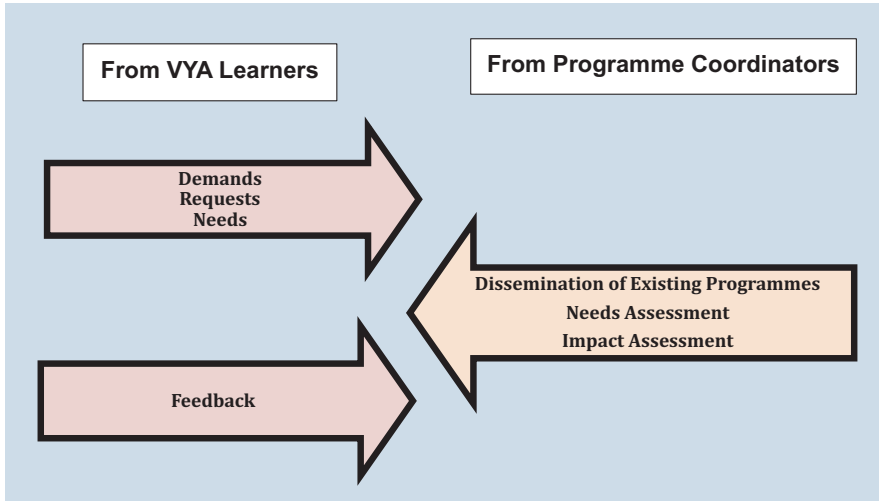 From VYA Learners
From Programme Coordinators
Demands
Requests
Needs
Dissemination of Existing Programmes
Needs Assessment
Impact Assessment
Feedback